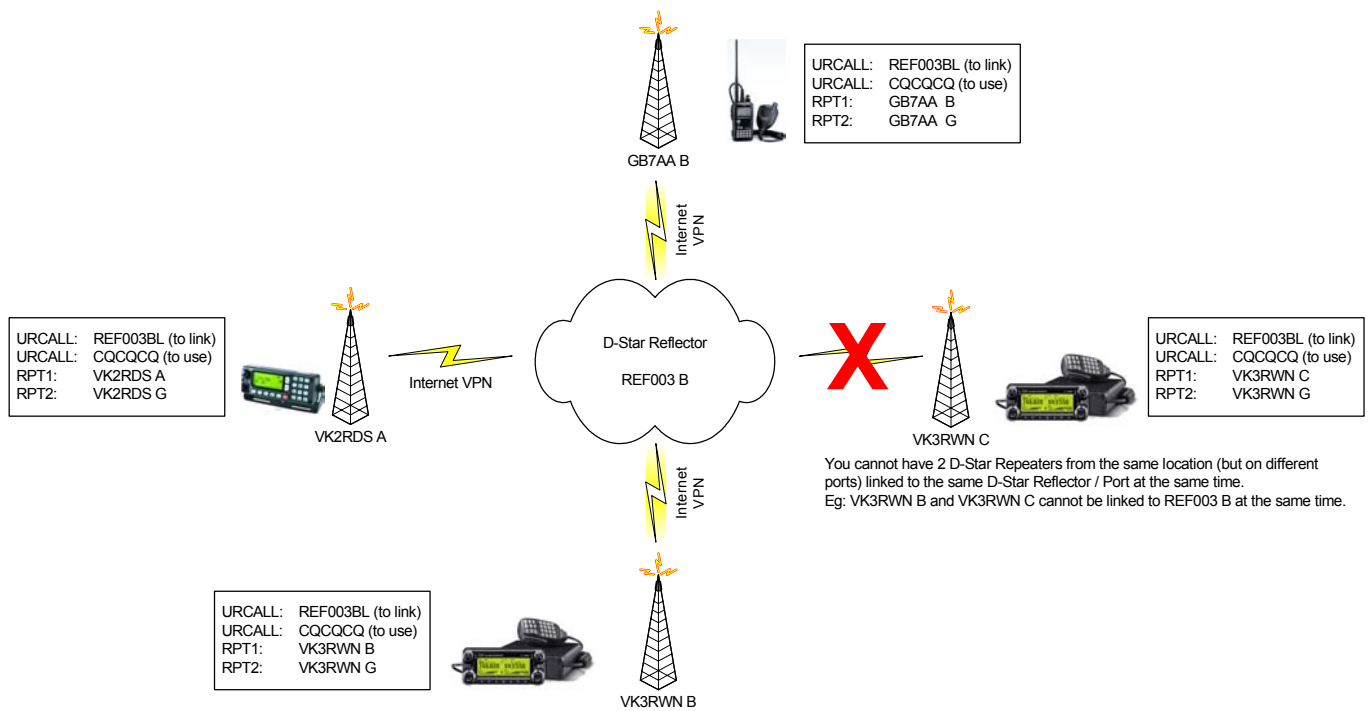 URCALL: REF003BL (to link)
URCALL: CQCQCQ (to use)
RPT1: GB7AA B
RPT2: GB7AA G
GB7AA B
Internet
VPN
URCALL: REF003BL (to link)
URCALL: CQCQCQ (to use)
RPT1: VK2RDS A
RPT2: VK2RDS G
VK2RDS A
Internet VPN
D-Star Reflector
REF003 B
X
VK3RWN C
URCALL: REF003BL (to link)
URCALL: CQCQCQ (to use)
RPT1: VK3RWN C
RPT2: VK3RWN G
You cannot have 2 D-Star Repeaters from the same location (but on different
ports) linked to the same D-Star Reflector / Port at the same time.
Eg: VK3RWN B and VK3RWN C cannot be linked to REF003 B at the same time.
Internet
VPN
URCALL: REF003BL (to link)
URCALL: CQCQCQ (to use)
RPT1: VK3RWN B
RPT2: VK3RWN G
VK3RWN B